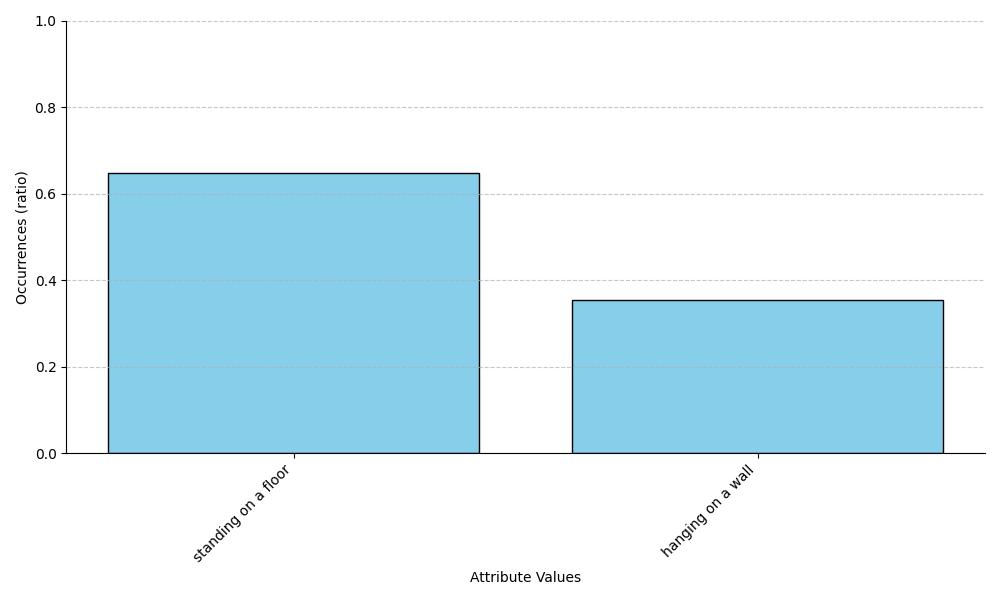 Occurrences (ratio)
1.0
0.8
0.6
0.4
0.2
0.0
standing on a floor
hanging on a wall
Attribute Values